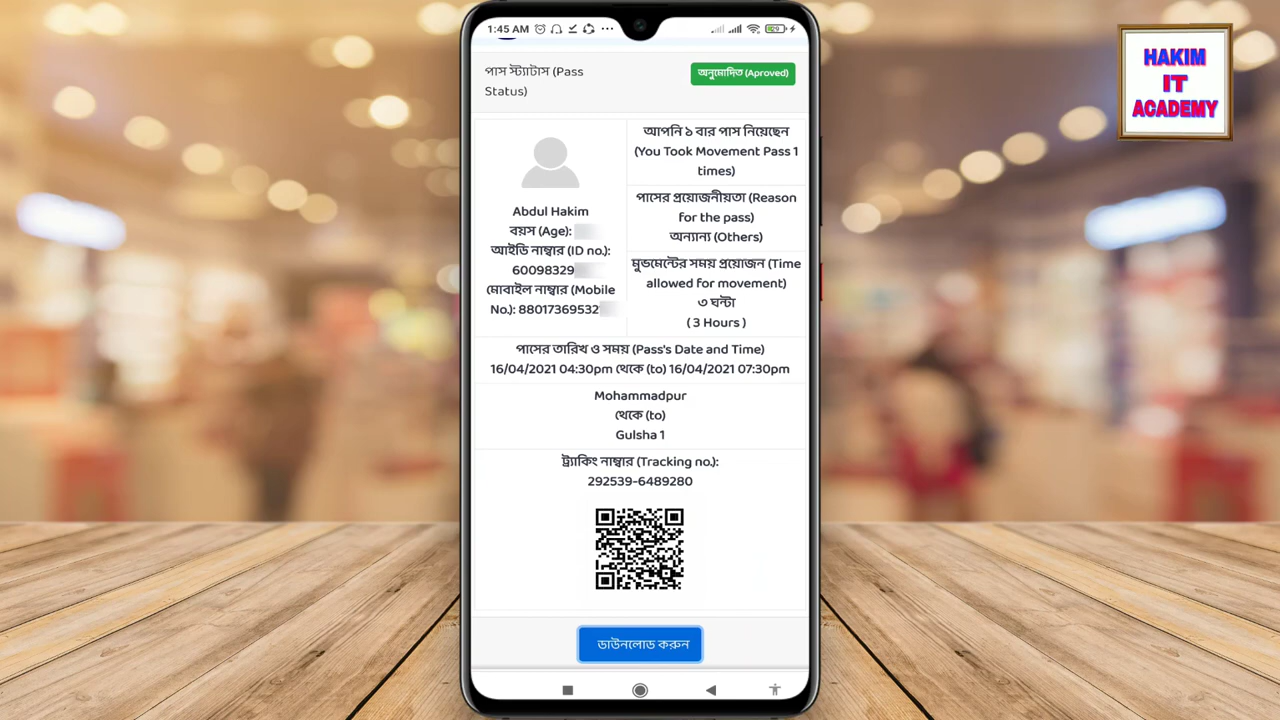 1:45 AM
HAKIM
IT
ACADEMY
পাস স্ট্যাটাস (Pass
Status)
অনুমোদিত (Aproved)
Abdul Hakim
বয়স (Age):
আইডি নাম্বার (ID no.):
60098329
মোবাইল নাম্বার (Mobile
No.): 88017369532
আপনি ১ বার পাস নিয়েছেন
(You Took Movement Pass 1
times)
পাসের প্রয়োজনীয়তা (Reason
for the pass)
অন্যান্য (Others)
মুভমেন্টের সময় প্রয়োজন (Time
allowed for movement)
৩ ঘন্টা
( 3 Hours )
পাসের তারিখ ও সময় (Pass's Date and Time)
16/04/2021 04:30pm থেকে (to) 16/04/2021 07:30pm
Mohammadpur
থেকে (to)
Gulsha 1
ট্র্যাকিং নাম্বার (Tracking no.):
292539-6489280
ডাউনলোড করুন